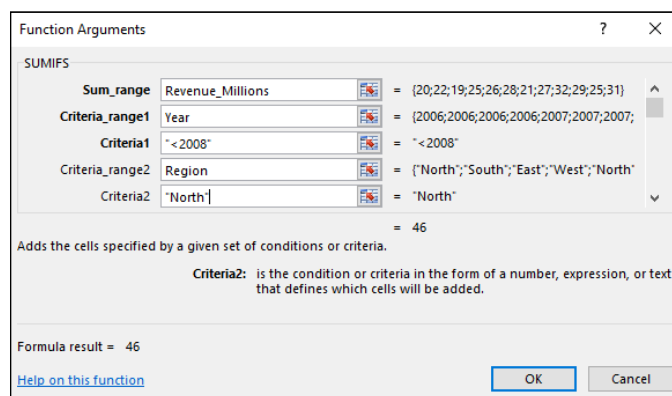 Function Arguments ? ×
SUMIFS
Sum_range Revenue_Millions = {20;22;19;25;26;28;21;27;32;29;25;31}
Criteria_range1 Year = {2006;2006;2006;2006;2007;2007;2007;
Criteria1 "<2008" = "<2008"
Criteria_range2 Region = {"North";"South";"East";"West";"North"
Criteria2 "North" = "North"
= 46
Adds the cells specified by a given set of conditions or criteria.
Criteria2: is the condition or criteria in the form of a number, expression, or text
that defines which cells will be added.
Formula result = 46
Help on this function OK Cancel